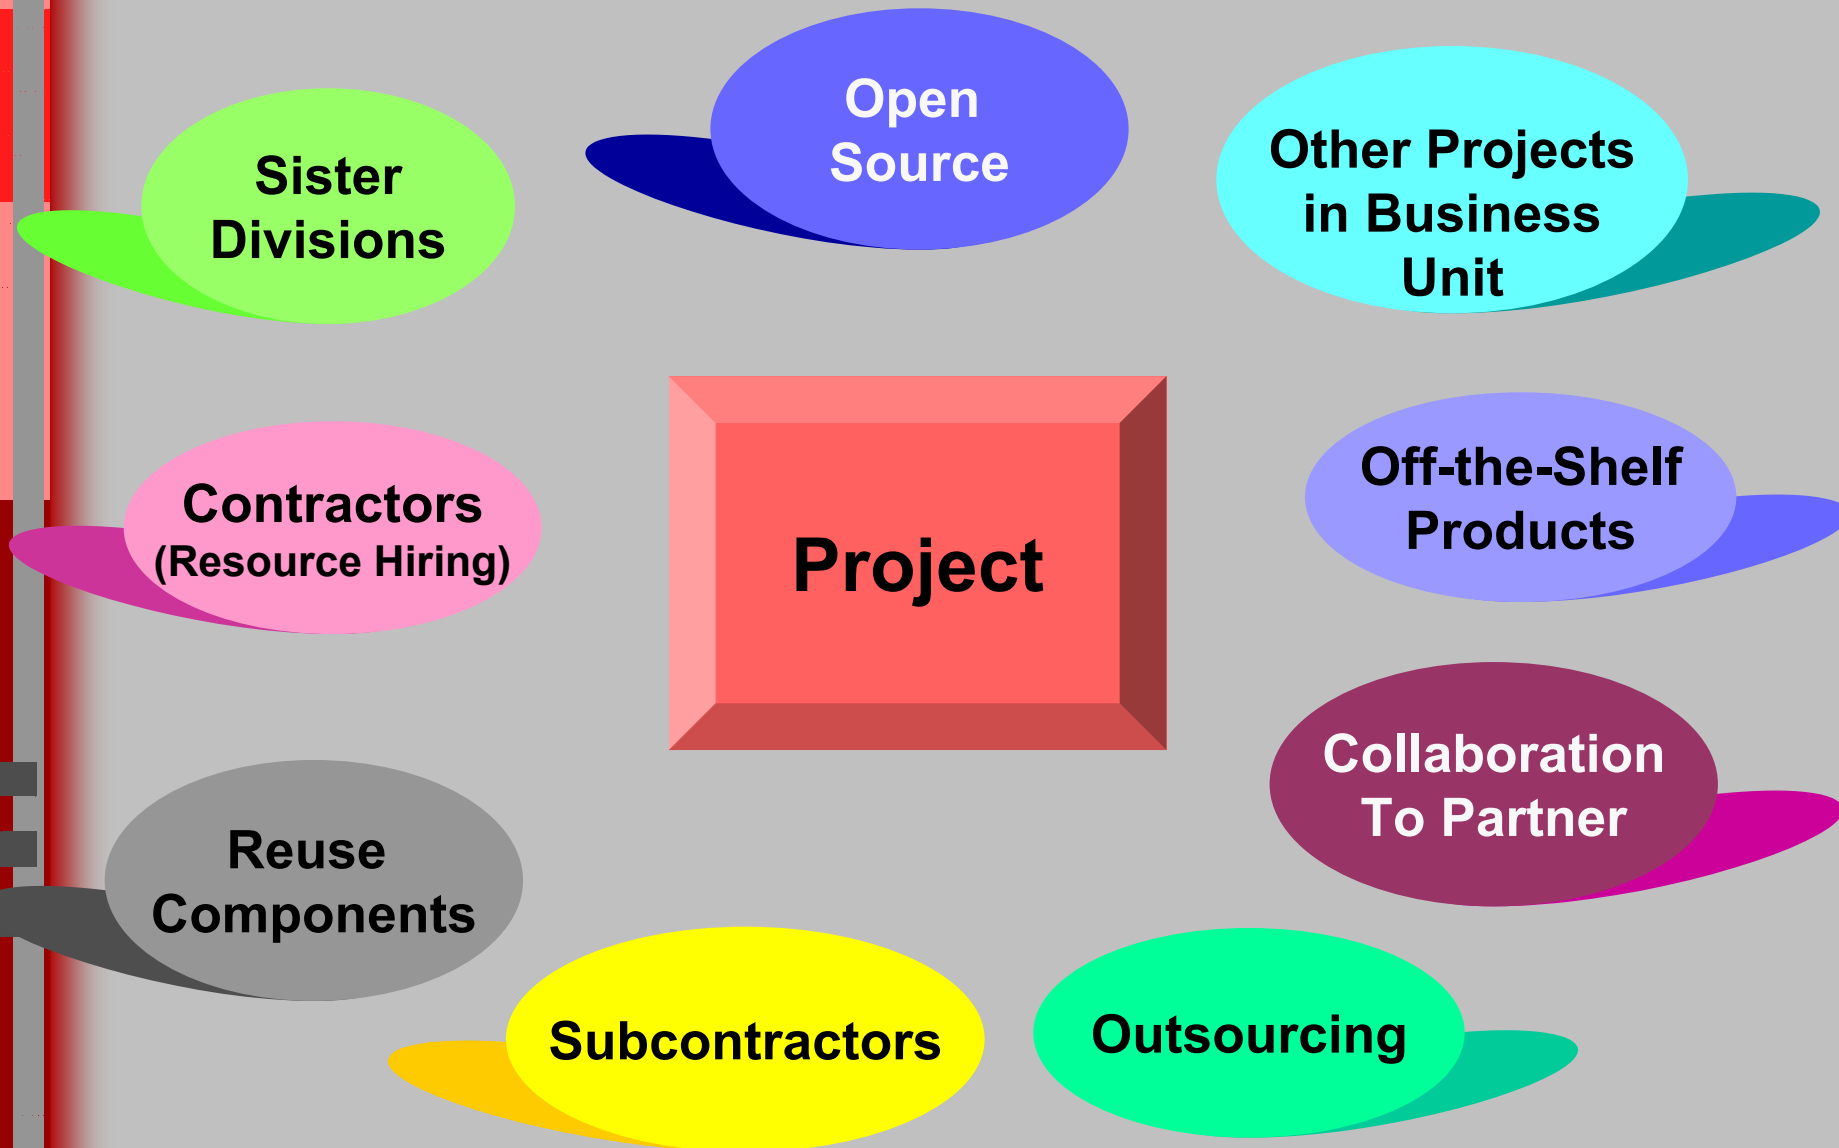 Open
Source
Sister
Divisions
Other Projects
in Business
Unit
Contractors
(Resource Hiring)
Project
Off-the-Shelf
Products
Collaboration
To Partner
Reuse
Components
Subcontractors
Outsourcing